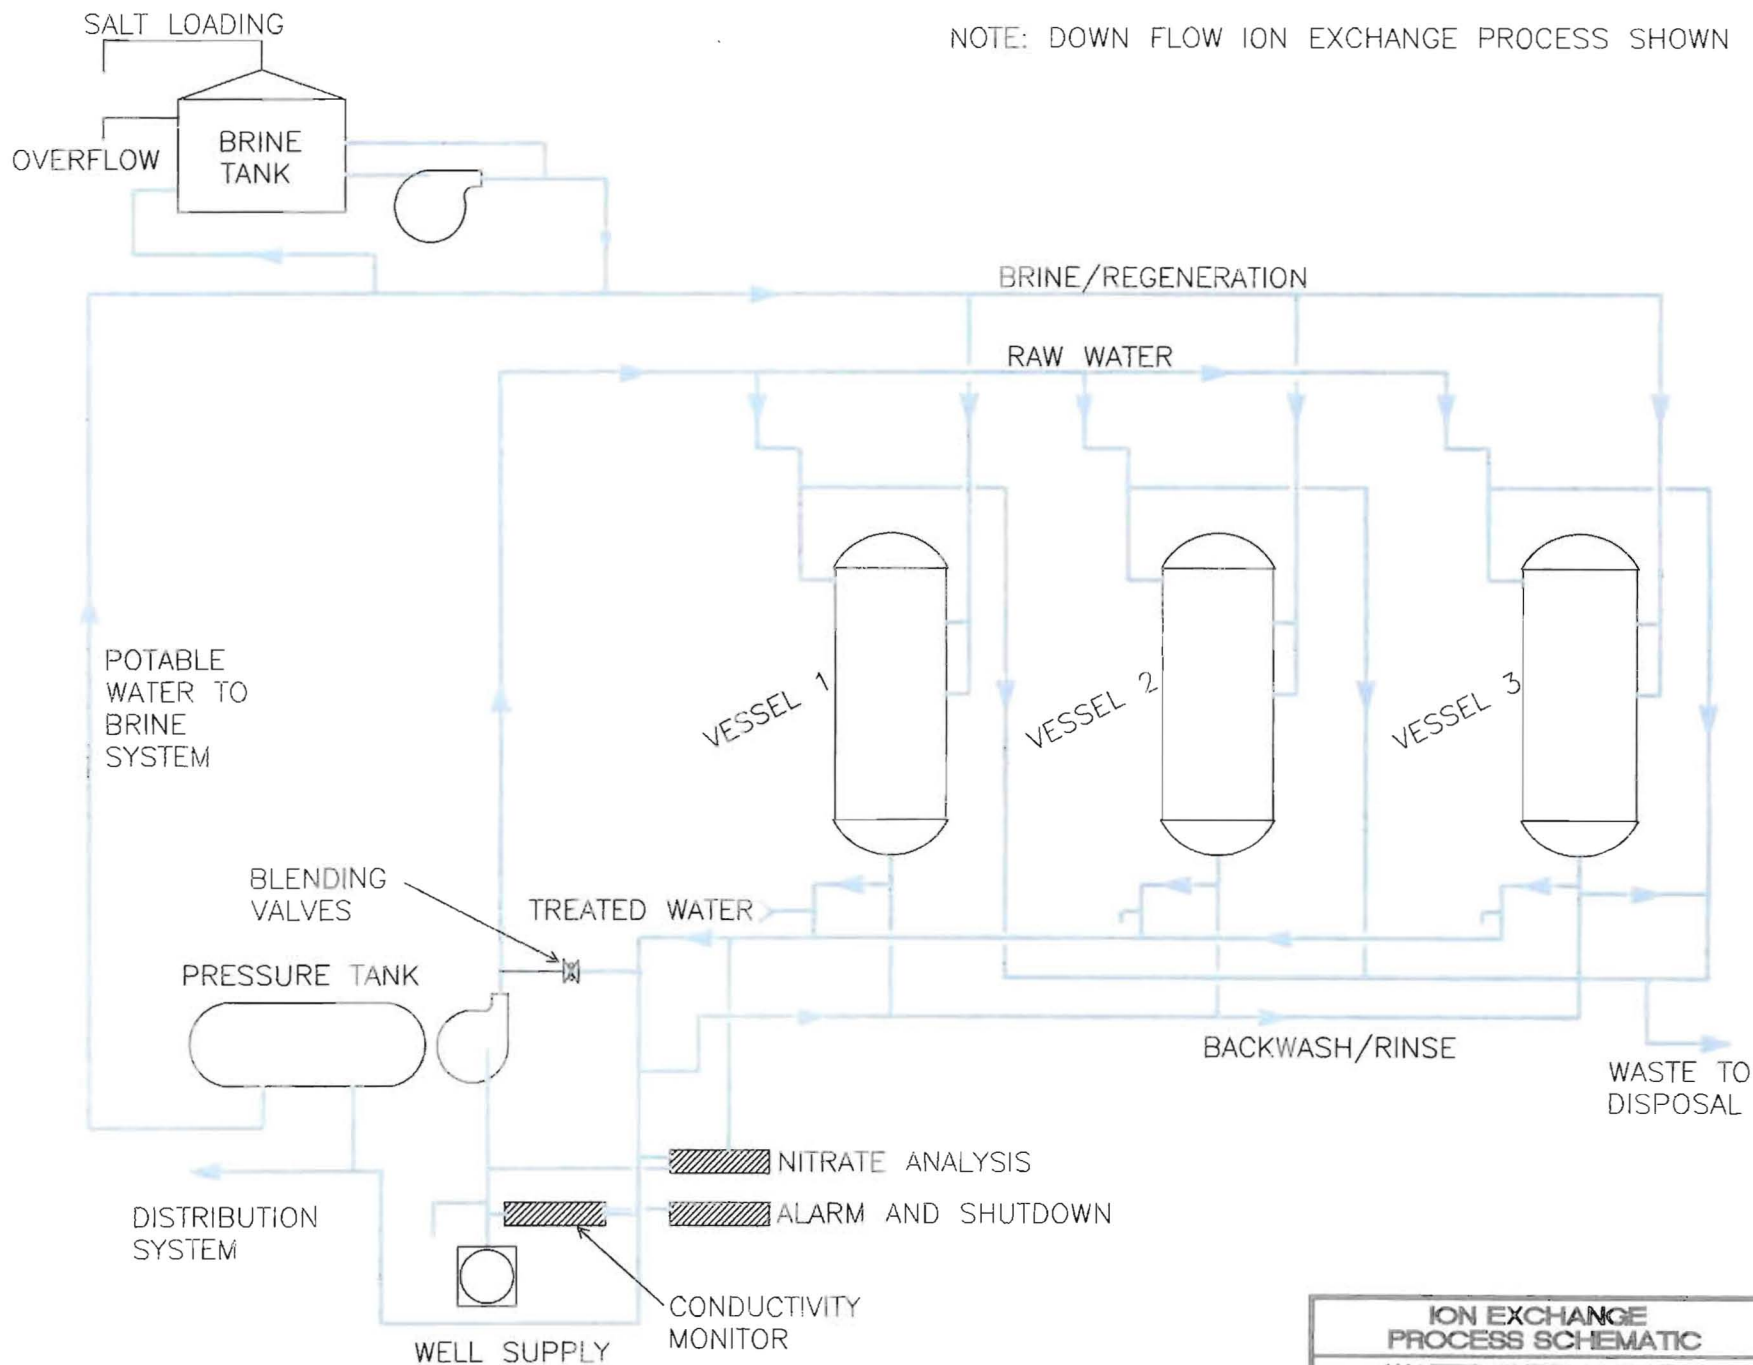 SALT LOADING
NOTE: DOWN FLOW ION EXCHANGE PROCESS SHOWN
BRINE
TANK
OVERFLOW
BRINE/REGENERATION
RAW WATER
POTABLE
WATER TO
BRINE
SYSTEM
VESSEL 1
VESSEL 2
VESSEL 3
BLENDING
VALVES
TREATED WATER
PRESSURE TANK
BACKWASH/RINSE
WASTE TO
DISPOSAL
NITRATE ANALYSIS
DISTRIBUTION
SYSTEM
ALARM AND SHUTDOWN
CONDUCTIVITY
MONITOR
WELL SUPPLY
ION EXCHANGE
PROCESS SCHEMATIC